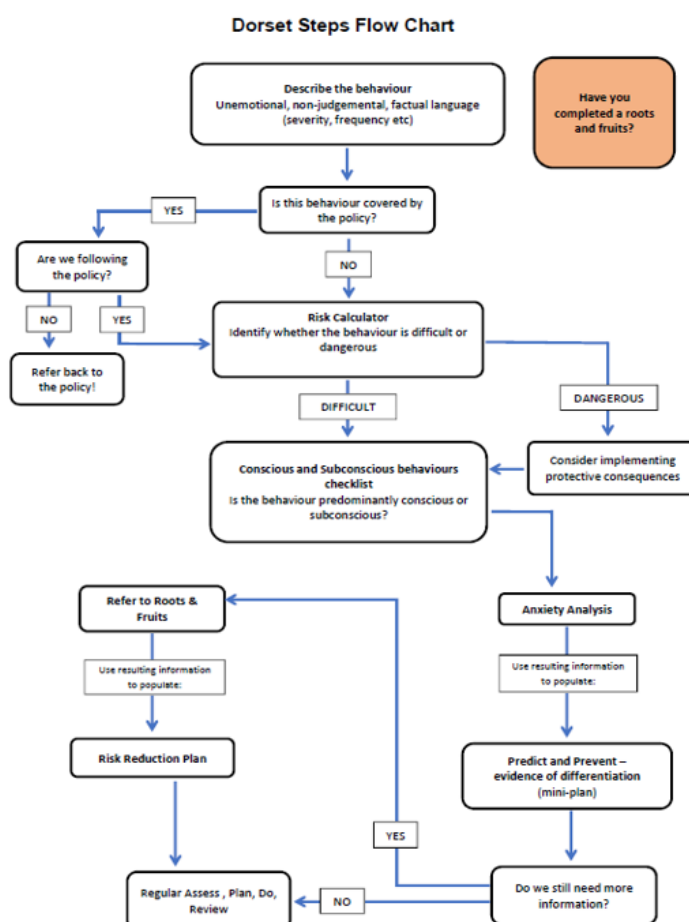 Dorset Steps Flow Chart
Describe the behaviour
Unemotional, non-judgemental, factual language
(severity, frequency etc)
Have you
completed a roots
and fruits?
Is this behaviour covered by
the policy?
YES
Are we following
the policy?
NO
NO
YES
Risk Calculator
Identify whether the behaviour is difficult or
dangerous
Refer back to
the policy!
DIFFICULT
DANGEROUS
Conscious and Subconscious behaviours
checklist
Is the behaviour predominantly conscious or
subconscious?
Consider implementing
protective consequences
Refer to Roots &
Fruits
Anxiety Analysis
Use resulting information
to populate:
Use resulting information
to populate:
Risk Reduction Plan
Predict and Prevent –
evidence of differentiation
(mini-plan)
YES
Regular Assess , Plan, Do,
Review
NO
Do we still need more
information?